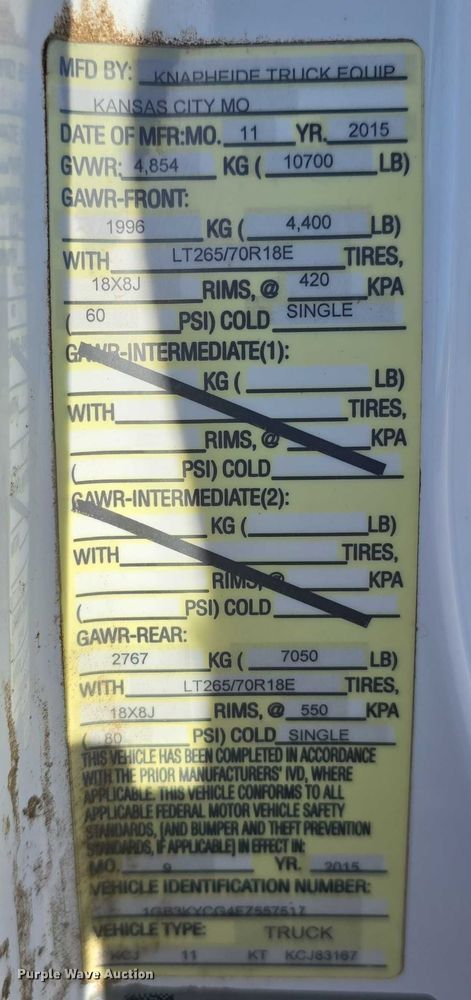 MFD BY: KNAPHEIDE TRUCK EQUIP
KANSAS CITY MO
DATE OF MFR:MO. 11 YR. 2015
GVWR: 4,854 KG ( 10700 LB)
GAWR-FRONT:
1996 KG ( 4,400 LB)
WITH LT265/70R18E TIRES,
18X8J RIMS, @ 420 KPA
( 60 PSI) COLD SINGLE
GAWR-INTERMEDIATE(1):
KG ( LB)
WITH TIRES,
RIMS, @ KPA
( PSI) COLD
GAWR-INTERMEDIATE(2):
KG ( LB)
WITH TIRES,
RIMS, @ KPA
( PSI) COLD
GAWR-REAR:
2767 KG ( 7050 LB)
WITH LT265/70R18E TIRES,
18X8J RIMS, @ 550 KPA
( 80 PSI) COLD SINGLE
THIS VEHICLE HAS BEEN COMPLETED IN ACCORDANCE
WITH THE PRIOR MANUFACTURERS' IVD, WHERE
APPLICABLE. THIS VEHICLE CONFORMS TO ALL
APPLICABLE FEDERAL MOTOR VEHICLE SAFETY
STANDARDS, [AND BUMPER AND THEFT PREVENTION
STANDARDS, IF APPLICABLE] IN EFFECT IN:
MO. 9 YR. 2015
VEHICLE IDENTIFICATION NUMBER:
1GB3KYCG4FZ557517
VEHICLE TYPE: TRUCK
KCJ 11 KT KCJ83167
Purple Wave Auction